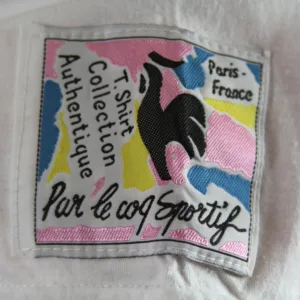 T.Shirt
Collection
Authentique
Paris-
France
Par le coq Sportif